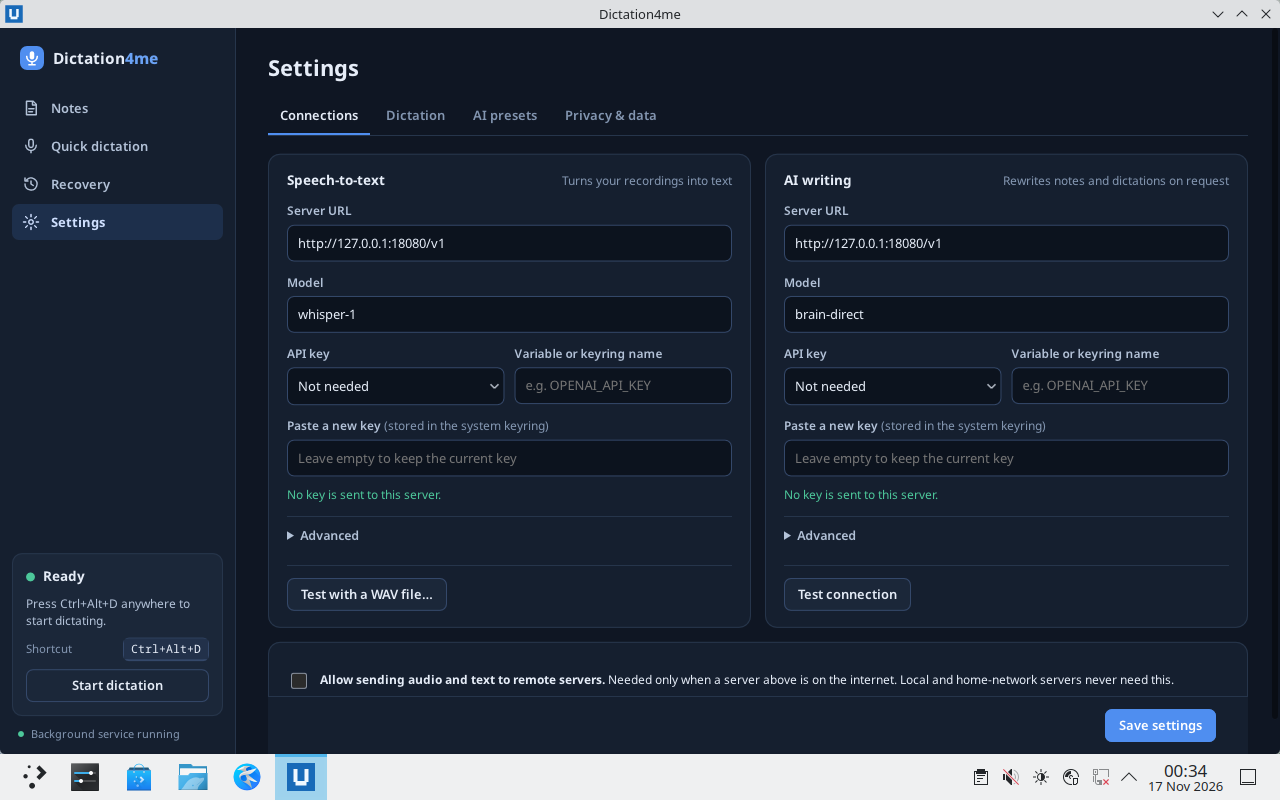 Dictation4me
Dictation4me
Notes
Quick dictation
Recovery
Settings
Ready
Press Ctrl+Alt+D anywhere to
start dictating.
Shortcut Ctrl+Alt+D
Start dictation
Background service running
Settings
Connections Dictation AI presets Privacy & data
Speech-to-text Turns your recordings into text
Server URL
http://127.0.0.1:18080/v1
Model
whisper-1
API key Variable or keyring name
Not needed e.g. OPENAI_API_KEY
Paste a new key (stored in the system keyring)
Leave empty to keep the current key
No key is sent to this server.
Advanced
Test with a WAV file...
AI writing Rewrites notes and dictations on request
Server URL
http://127.0.0.1:18080/v1
Model
brain-direct
API key Variable or keyring name
Not needed e.g. OPENAI_API_KEY
Paste a new key (stored in the system keyring)
Leave empty to keep the current key
No key is sent to this server.
Advanced
Test connection
Allow sending audio and text to remote servers. Needed only when a server above is on the internet. Local and home-network servers never need this.
Save settings
00:34
17 Nov 2026